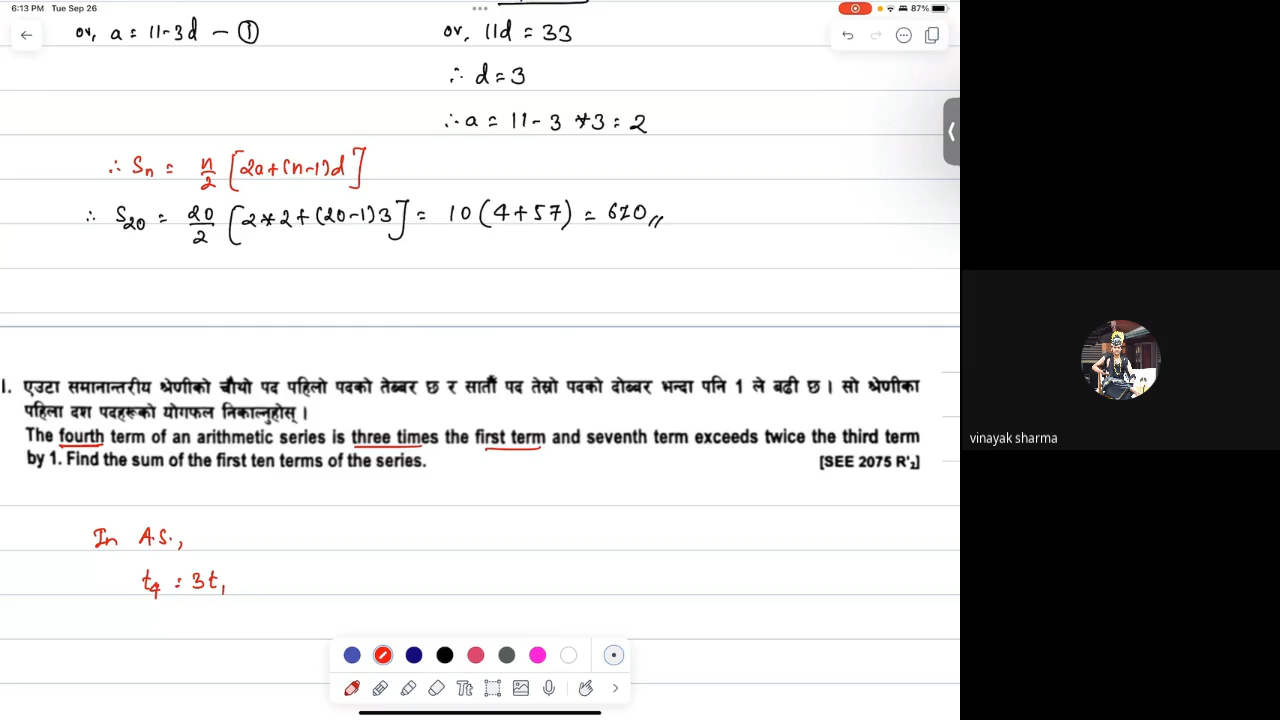 6:13 PM Tue Sep 26
87%
or, a = 11-3d — ①
or, 11d = 33
∴ d = 3
∴ a = 11 - 3 *3 = 2
∴ Sn = n/2 [2a+(n-1)d]
∴ S20 = 20/2 [2*2+(20-1)3] = 10(4+57) = 610
एउटा समानान्तरीय श्रेणीको चौथो पद पहिलो पदको तेब्बर छ र सातौँ पद तेस्रो पदको दोब्बर भन्दा पनि 1 ले बढी छ । सो श्रेणीका
पहिला दश पदहरूको योगफल निकाल्नुहोस् ।
The fourth term of an arithmetic series is three times the first term and seventh term exceeds twice the third term
by 1. Find the sum of the first ten terms of the series. [SEE 2075 R'2]
In A.S.,
t4 = 3t1
Tt
vinayak sharma